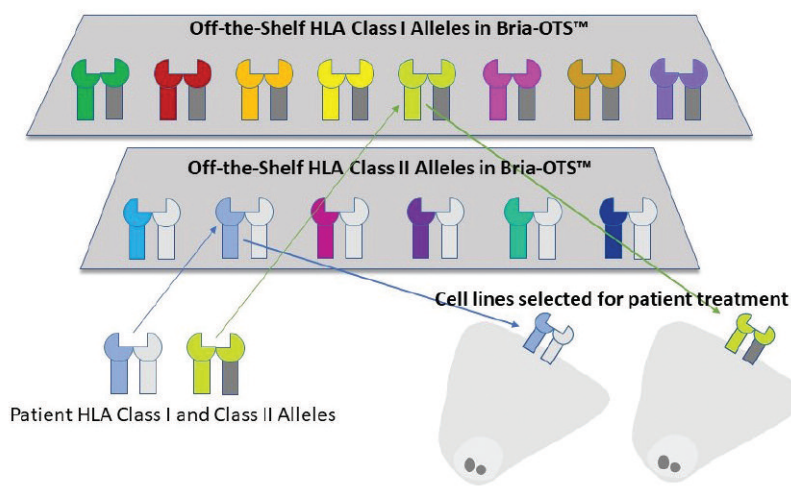 Off-the-Shelf HLA Class I Alleles in Bria-OTS™
Off-the-Shelf HLA Class II Alleles in Bria-OTS™
Cell lines selected for patient treatment
Patient HLA Class I and Class II Alleles